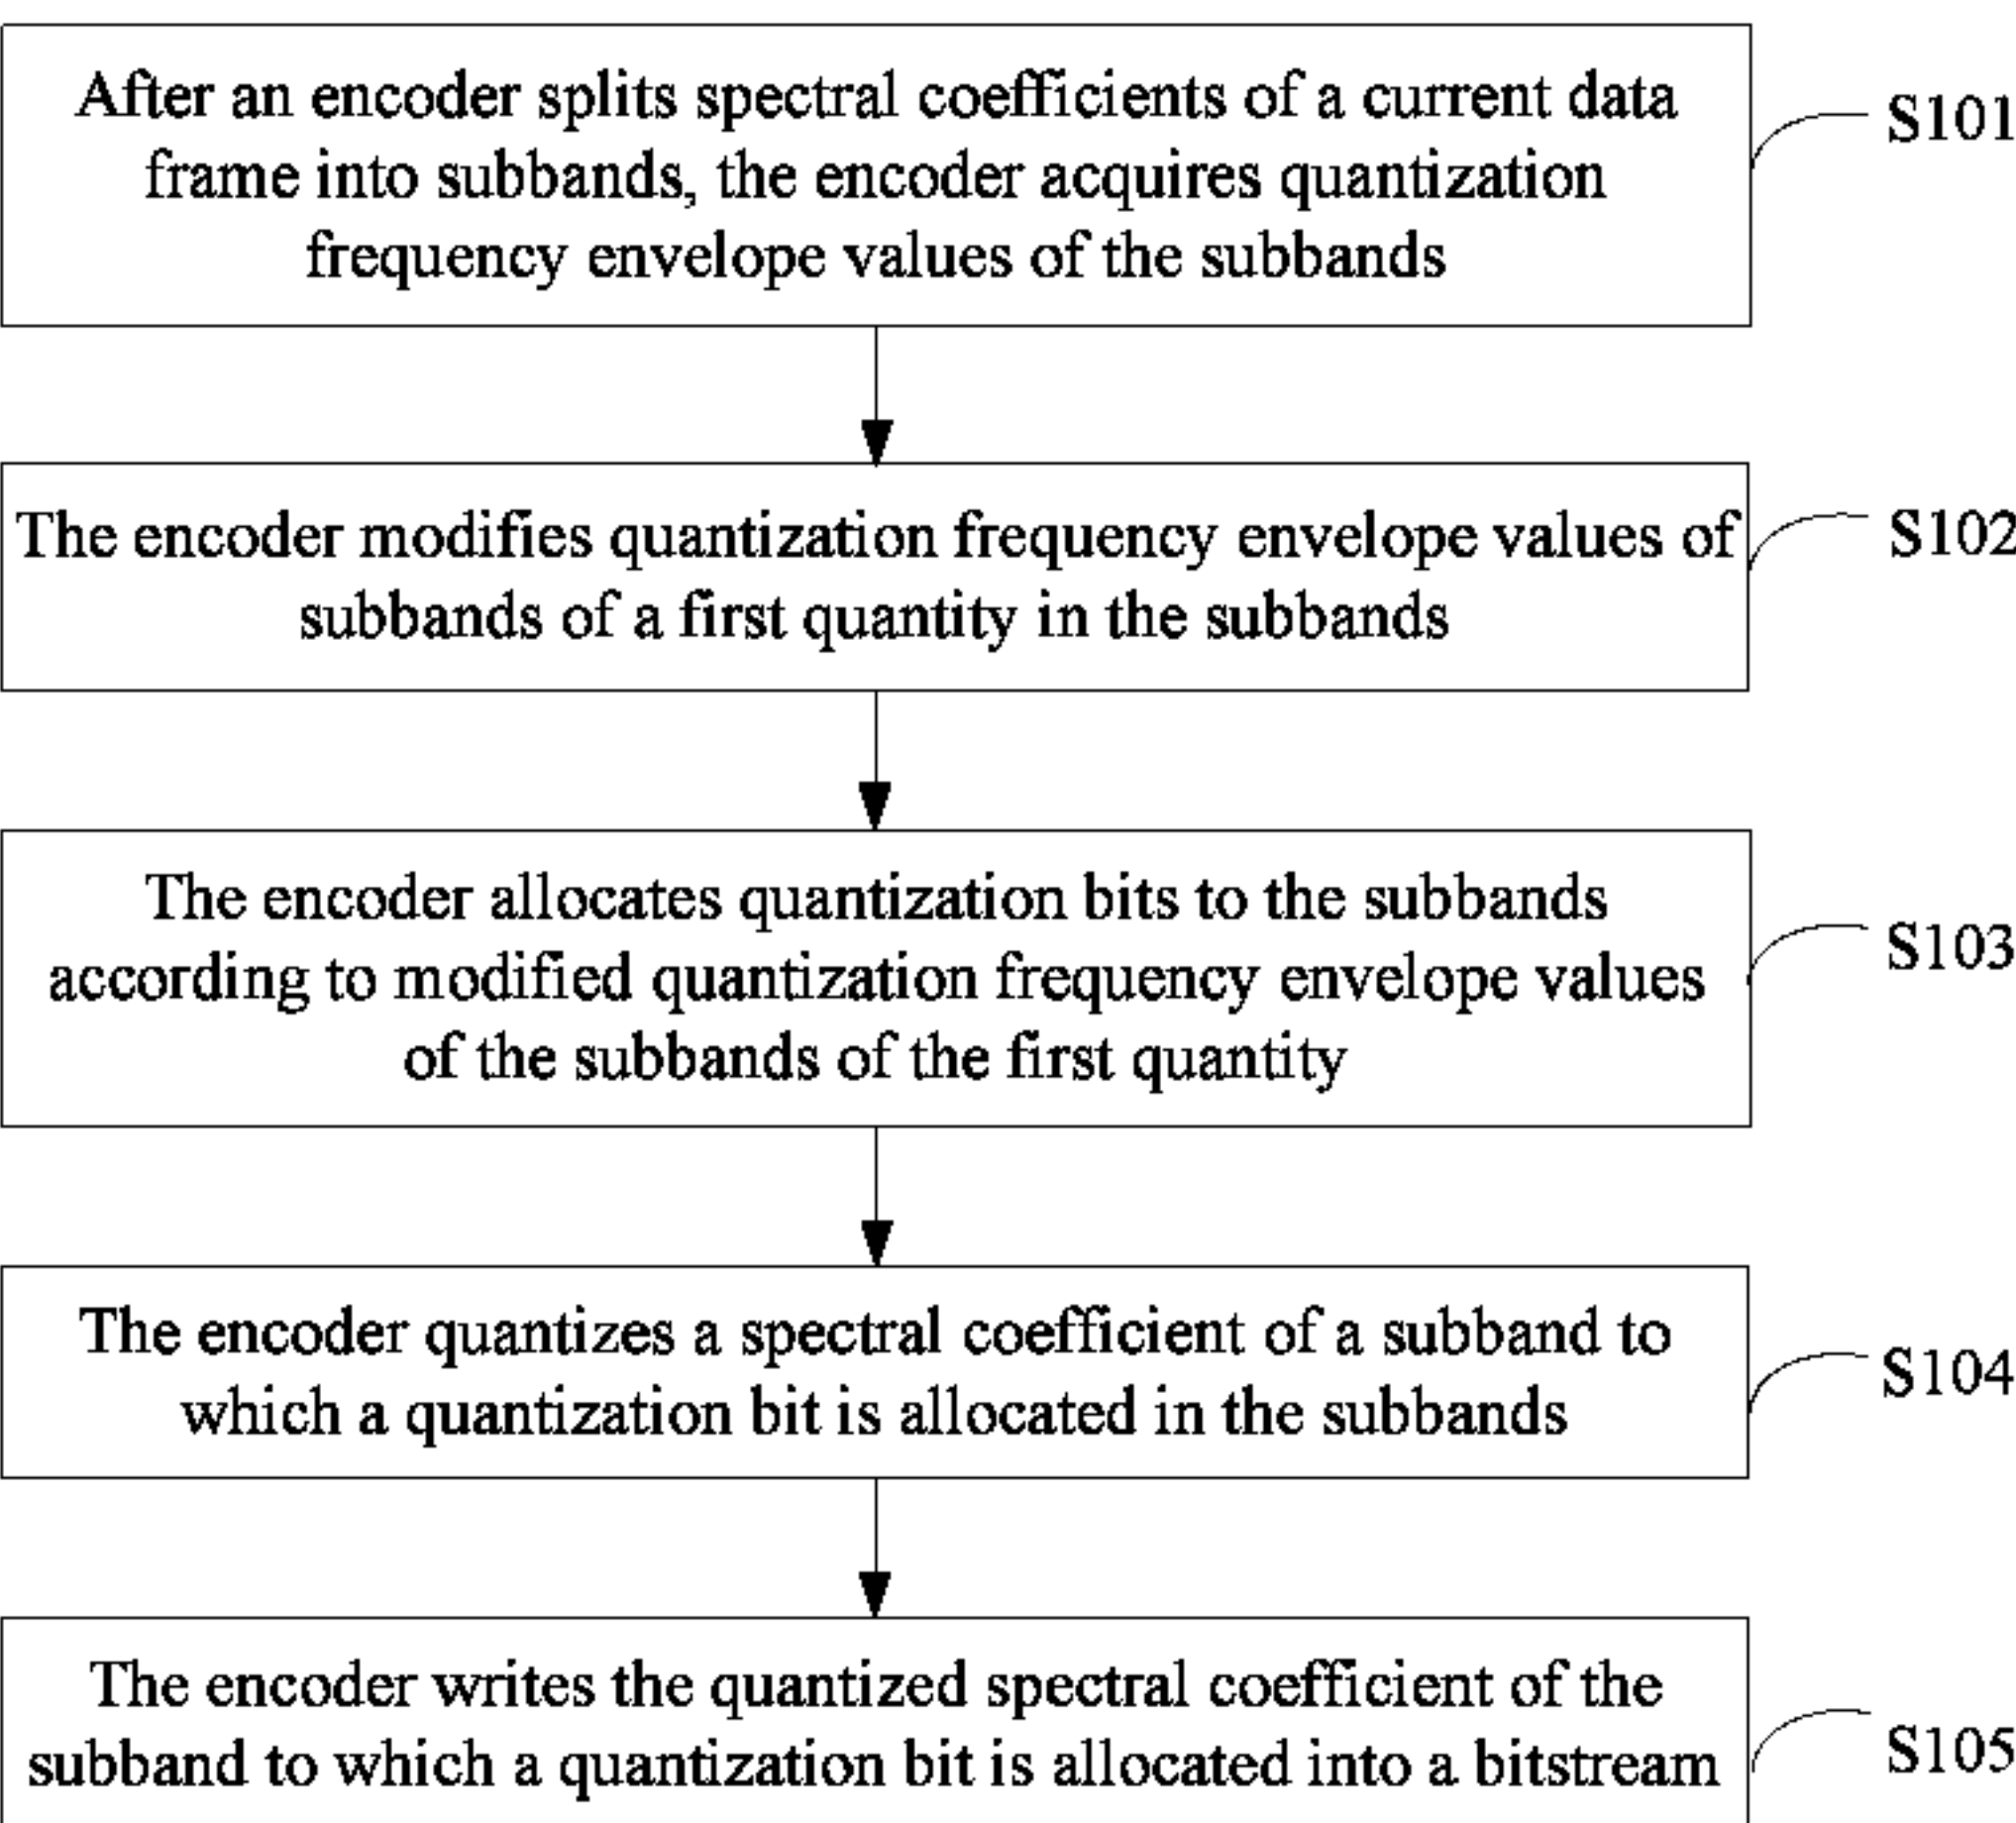 After an encoder splits spectral coefficients of a current data
frame into subbands, the encoder acquires quantization
frequency envelope values of the subbands
S101
The encoder modifies quantization frequency envelope values of
subbands of a first quantity in the subbands
S102
The encoder allocates quantization bits to the subbands
according to modified quantization frequency envelope values
of the subbands of the first quantity
S103
The encoder quantizes a spectral coefficient of a subband to
which a quantization bit is allocated in the subbands
S104
The encoder writes the quantized spectral coefficient of the
subband to which a quantization bit is allocated into a bitstream
S105